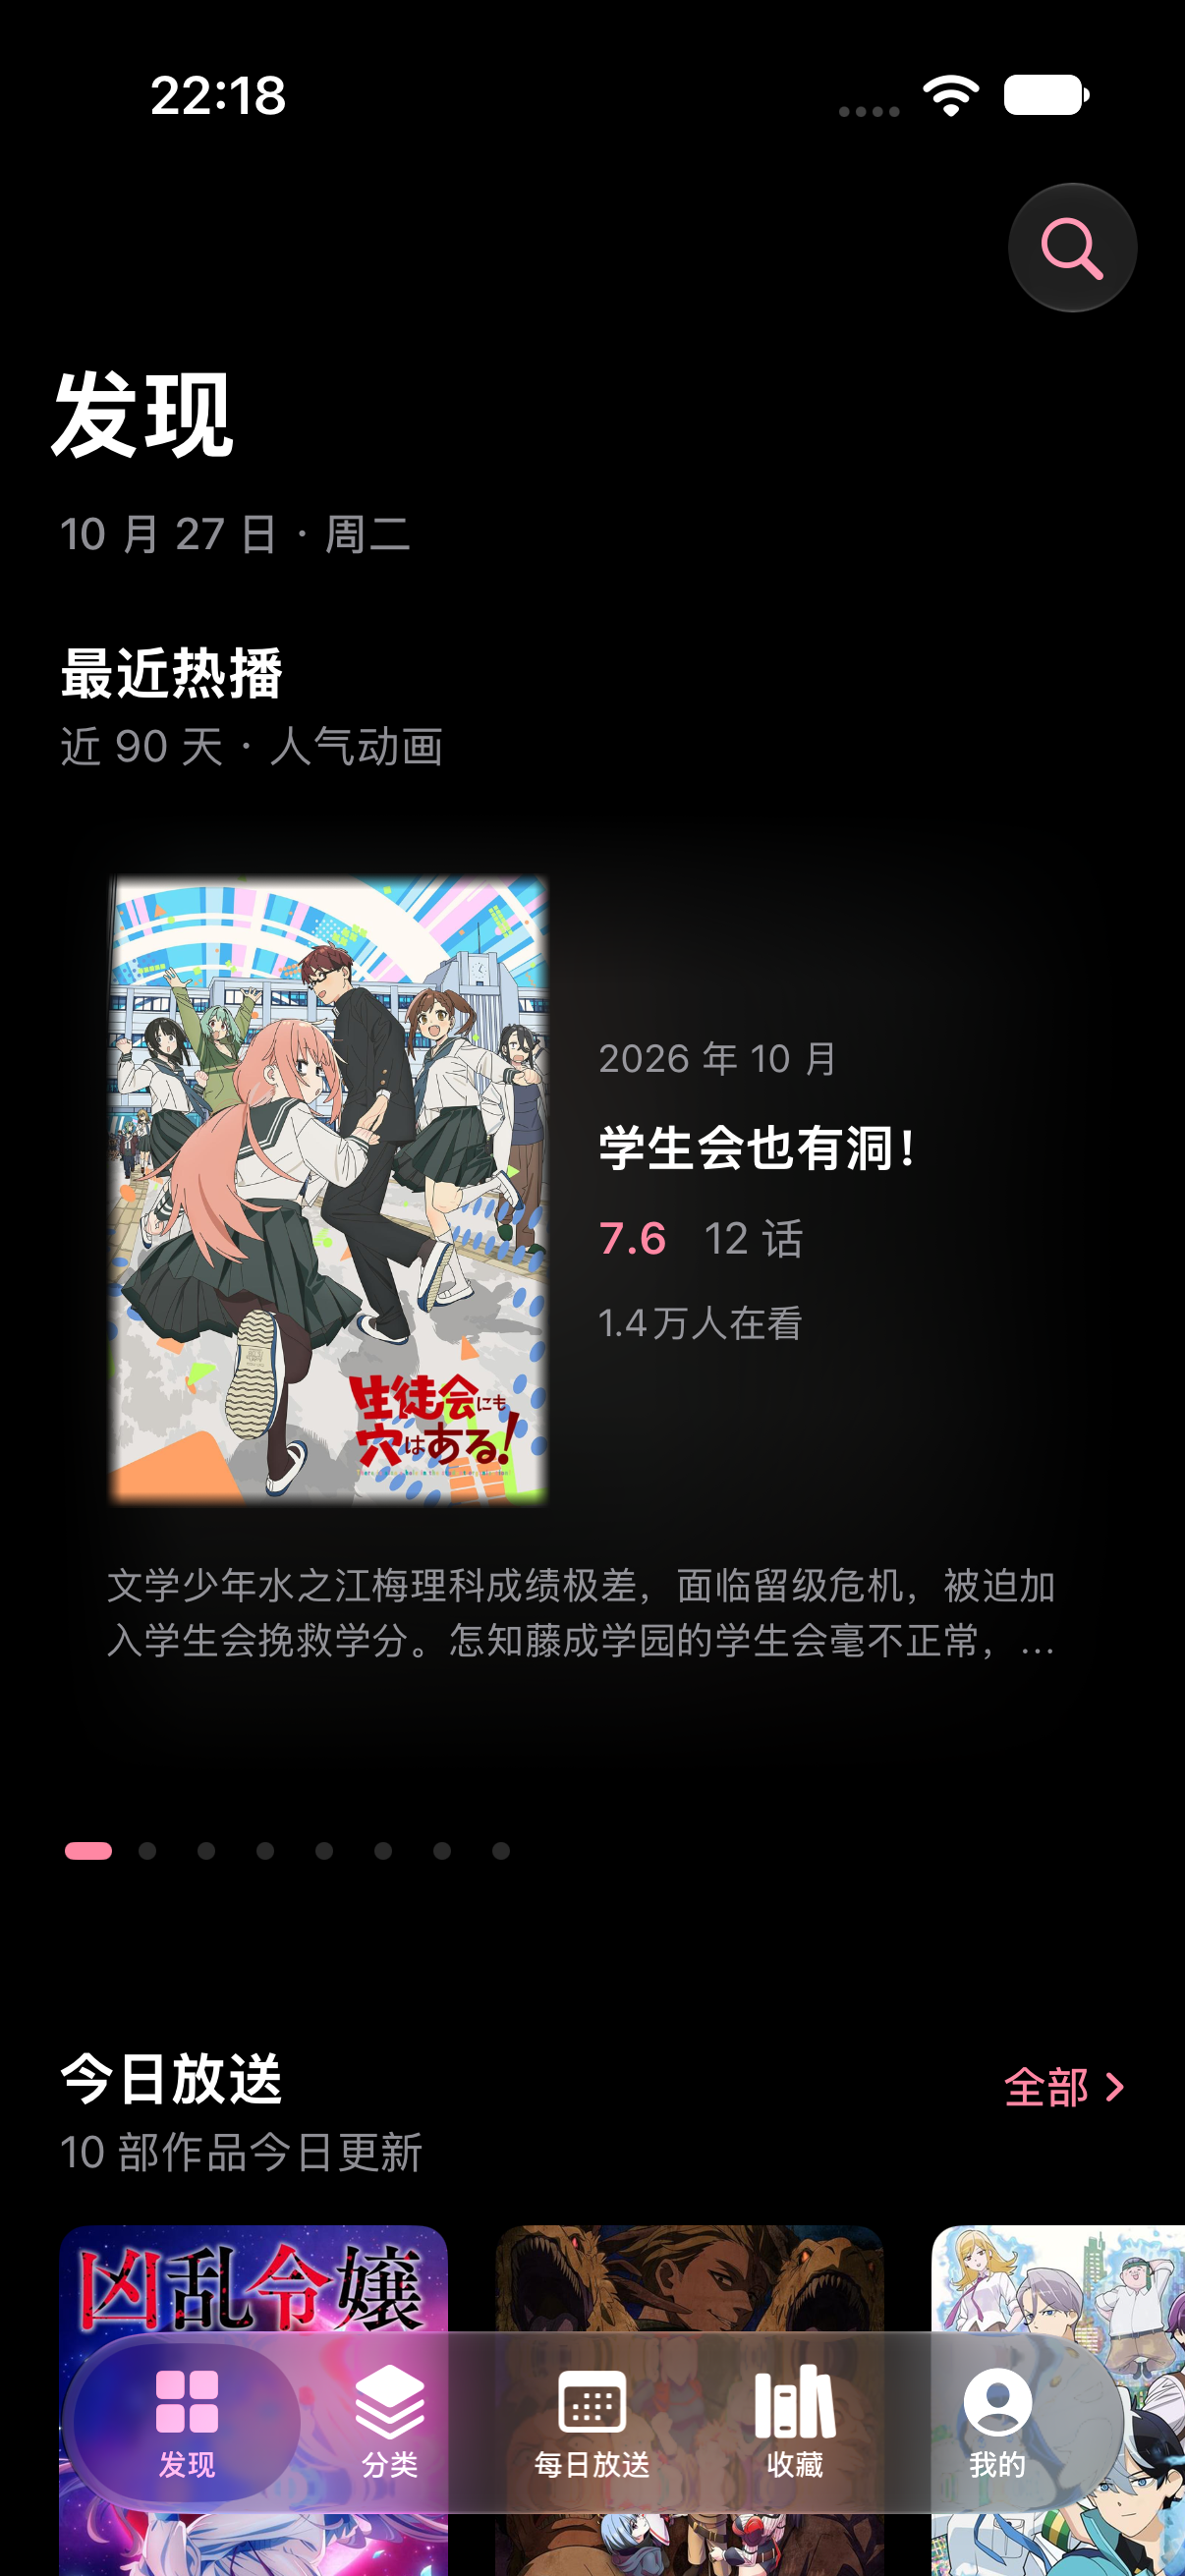 22:18
发现
10 月 27 日 · 周二
最近热播
近 90 天 · 人气动画
2026 年 10 月
学生会也有洞！
7.6 12 话
1.4万人在看
生徒会にも
穴はある!
文学少年水之江梅理科成绩极差，面临留级危机，被迫加
入学生会挽救学分。怎知藤成学园的学生会毫不正常，…
今日放送
全部
10 部作品今日更新
凶乱令嬢
发现
分类
每日放送
收藏
我的